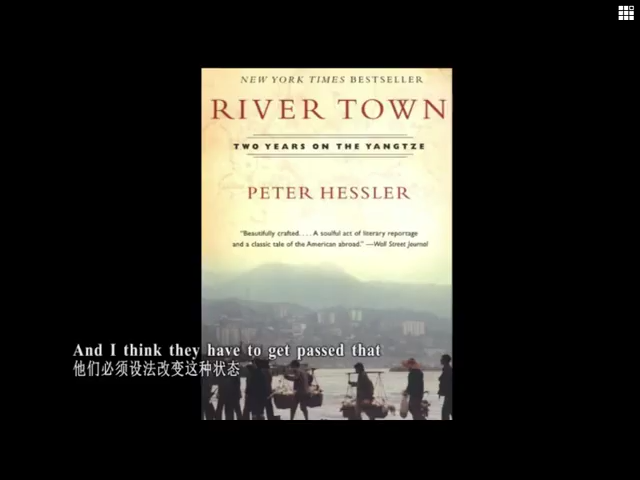 NEW YORK TIMES BESTSELLER
RIVER TOWN
TWO YEARS ON THE YANGTZE
PETER HESSLER
"Beautifully crafted. . . . A soulful act of literary reportage
and a classic tale of the American abroad." —Wall Street Journal
And I think they have to get passed that
他们必须设法改变这种状态